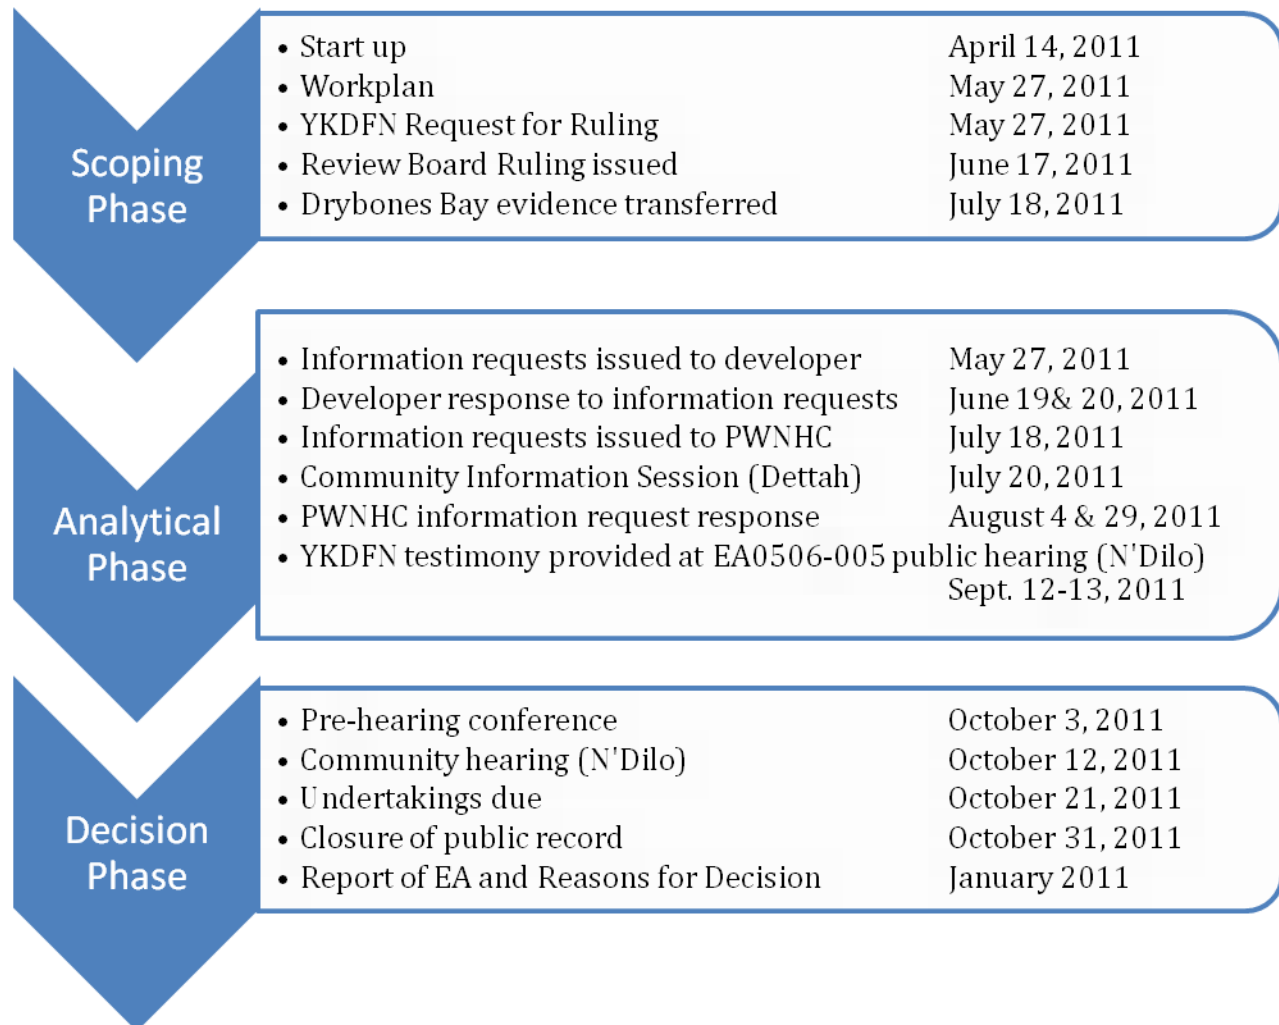 Scoping
Phase
• Start up April 14, 2011
• Workplan May 27, 2011
• YKDFN Request for Ruling May 27, 2011
• Review Board Ruling issued June 17, 2011
• Drybones Bay evidence transferred July 18, 2011
Analytical
Phase
• Information requests issued to developer May 27, 2011
• Developer response to information requests June 19& 20, 2011
• Information requests issued to PWNHC July 18, 2011
• Community Information Session (Dettah) July 20, 2011
• PWNHC information request response August 4 & 29, 2011
• YKDFN testimony provided at EA0506-005 public hearing (N'Dilo)
Sept. 12-13, 2011
Decision
Phase
• Pre-hearing conference October 3, 2011
• Community hearing (N'Dilo) October 12, 2011
• Undertakings due October 21, 2011
• Closure of public record October 31, 2011
• Report of EA and Reasons for Decision January 2011